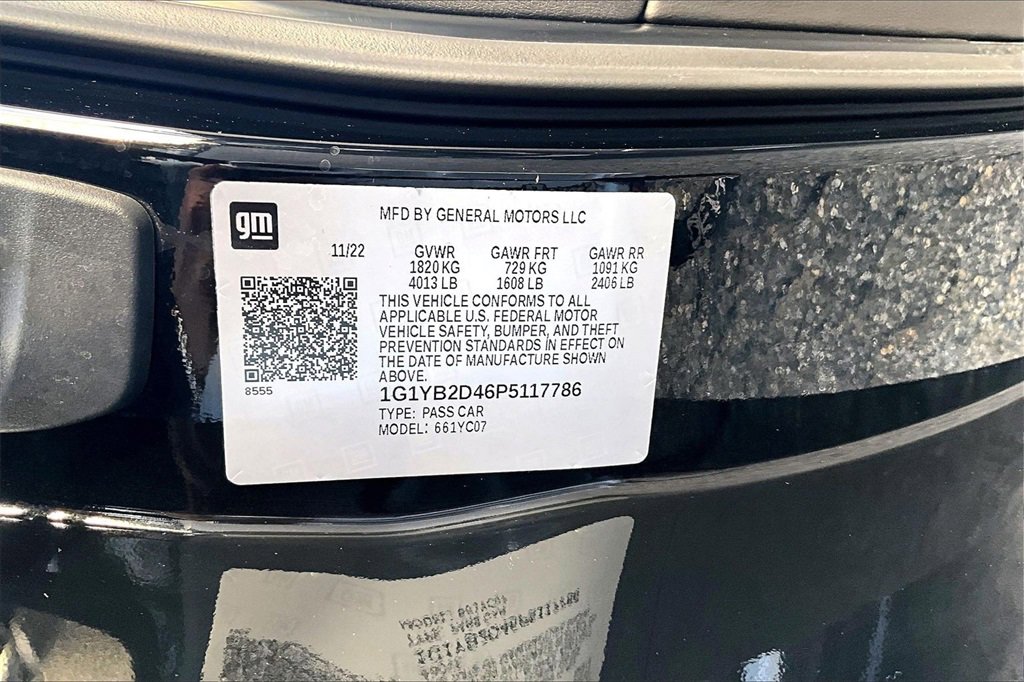 gm
MFD BY GENERAL MOTORS LLC
11/22 GVWR GAWR FRT GAWR RR
1820 KG 729 KG 1091 KG
4013 LB 1608 LB 2406 LB
THIS VEHICLE CONFORMS TO ALL
APPLICABLE U.S. FEDERAL MOTOR
VEHICLE SAFETY, BUMPER, AND THEFT
PREVENTION STANDARDS IN EFFECT ON
THE DATE OF MANUFACTURE SHOWN
ABOVE.
8555
1G1YB2D46P5117786
TYPE: PASS CAR
MODEL: 661YC07